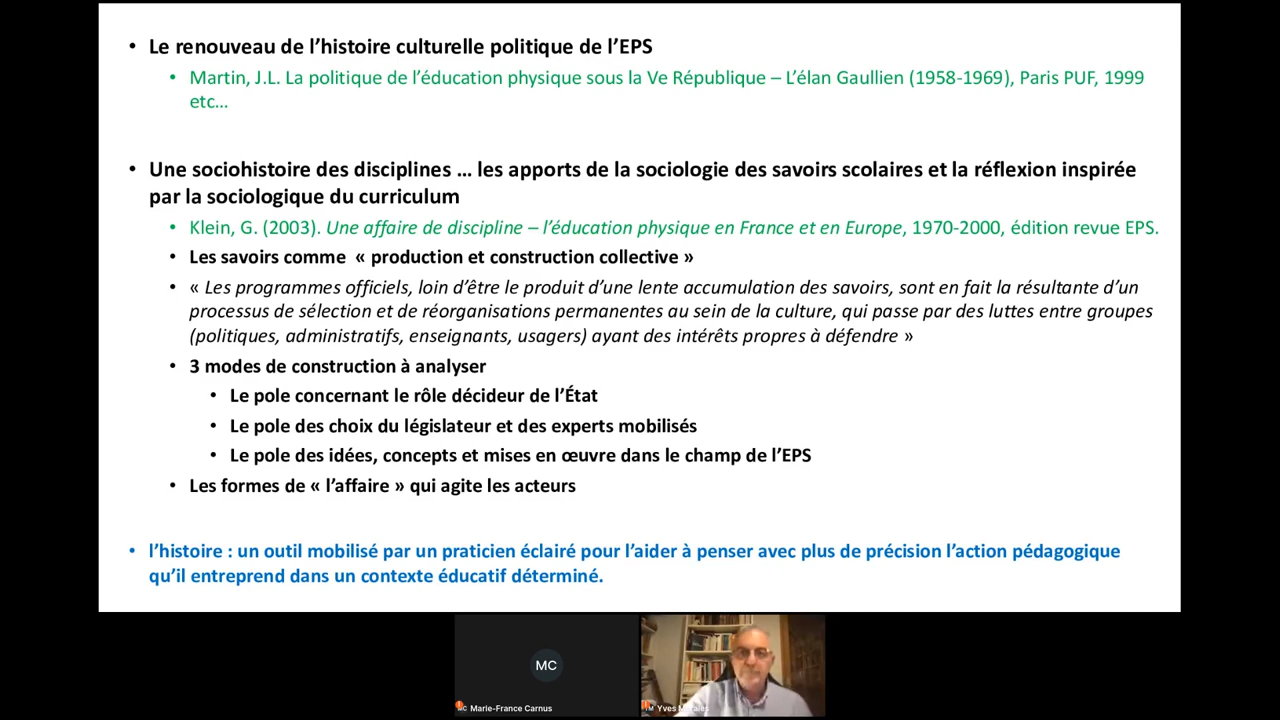 • Le renouveau de l’histoire culturelle politique de l’EPS
• Martin, J.L. La politique de l’éducation physique sous la Ve République – L’élan Gaullien (1958-1969), Paris PUF, 1999
etc…
• Une sociohistoire des disciplines … les apports de la sociologie des savoirs scolaires et la réflexion inspirée
par la sociologique du curriculum
• Klein, G. (2003). Une affaire de discipline – l’éducation physique en France et en Europe, 1970-2000, édition revue EPS.
• Les savoirs comme « production et construction collective »
• « Les programmes officiels, loin d’être le produit d’une lente accumulation des savoirs, sont en fait la résultante d’un
processus de sélection et de réorganisations permanentes au sein de la culture, qui passe par des luttes entre groupes
(politiques, administratifs, enseignants, usagers) ayant des intérêts propres à défendre »
• 3 modes de construction à analyser
• Le pole concernant le rôle décideur de l’État
• Le pole des choix du législateur et des experts mobilisés
• Le pole des idées, concepts et mises en œuvre dans le champ de l’EPS
• Les formes de « l’affaire » qui agite les acteurs
• l’histoire : un outil mobilisé par un praticien éclairé pour l’aider à penser avec plus de précision l’action pédagogique
qu’il entreprend dans un contexte éducatif déterminé.
MC
Marie-France Carnus
Yves Morales